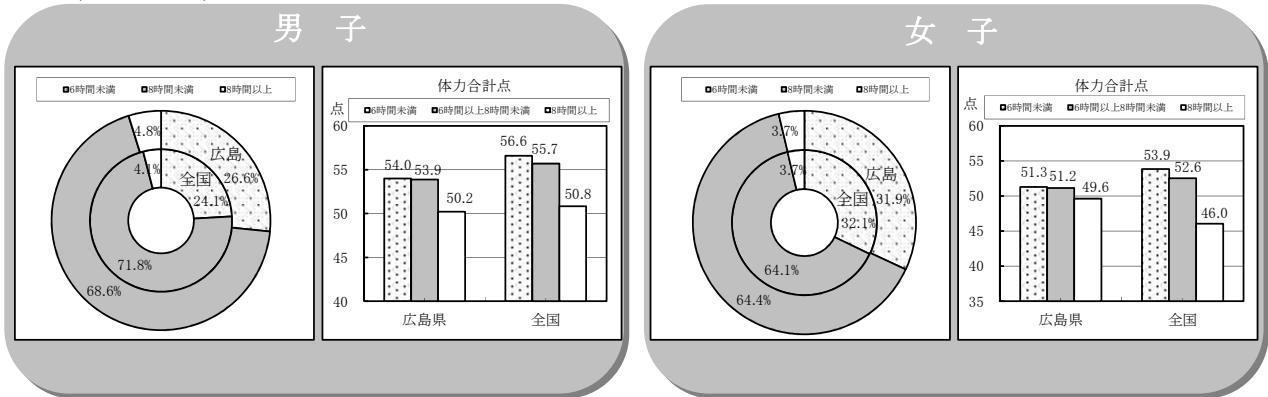 男 子
6時間未満 8時間未満 8時間以上
4.8%
広島
26.6%
4.1%
全国
24.1%
71.8%
68.6%
体力合計点
点
6時間未満 6時間以上8時間未満 8時間以上
60
55
50
45
40
54.0
53.9
50.2
56.6
55.7
50.8
広島県 全国
女 子
6時間未満 8時間未満 8時間以上
3.7%
広島
31.9%
3.7%
全国
32.1%
64.1%
64.4%
体力合計点
点
6時間未満 6時間以上8時間未満 8時間以上
60
55
50
45
40
35
51.3
51.2
49.6
53.9
52.6
46.0
広島県 全国